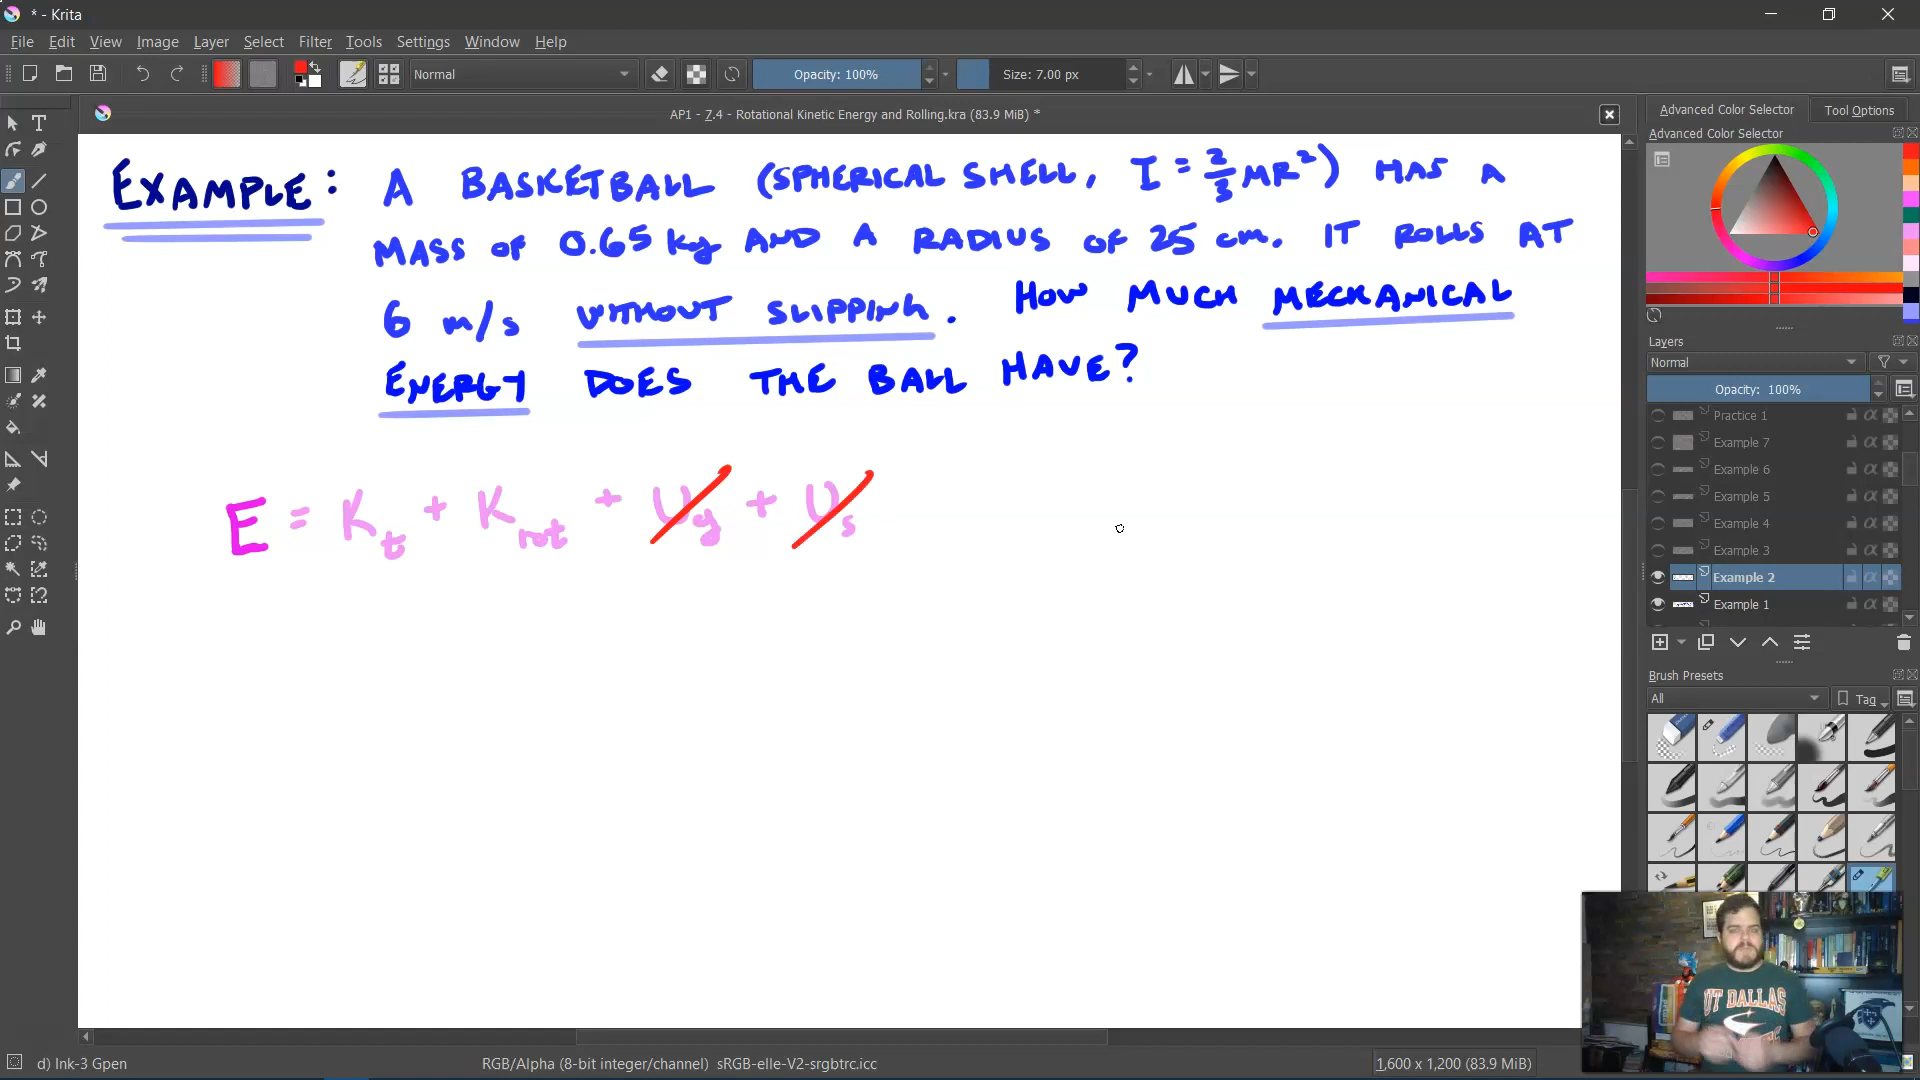 * - Krita
File Edit View Image Layer Select Filter Tools Settings Window Help
Normal Opacity: 100% Size: 7.00 px
AP1 - 7.4 - Rotational Kinetic Energy and Rolling.kra (83.9 MiB) *
EXAMPLE: A BASKETBALL (SPHERICAL SHELL, I = 2/3 MR²) HAS A
MASS OF 0.65 kg AND A RADIUS OF 25 cm. IT ROLLS AT
6 m/s WITHOUT SLIPPING. HOW MUCH MECHANICAL
ENERGY DOES THE BALL HAVE?
E = K_t + K_rot + U_g + U_s
Advanced Color Selector Tool Options
Advanced Color Selector
Layers
Normal
Opacity: 100%
Practice 1
Example 7
Example 6
Example 5
Example 4
Example 3
Example 2
Example 1
Brush Presets
All Tag
UT DALLAS
d) Ink-3 Gpen RGB/Alpha (8-bit integer/channel) sRGB-elle-V2-srgbtrc.icc 1,600 x 1,200 (83.9 MiB)